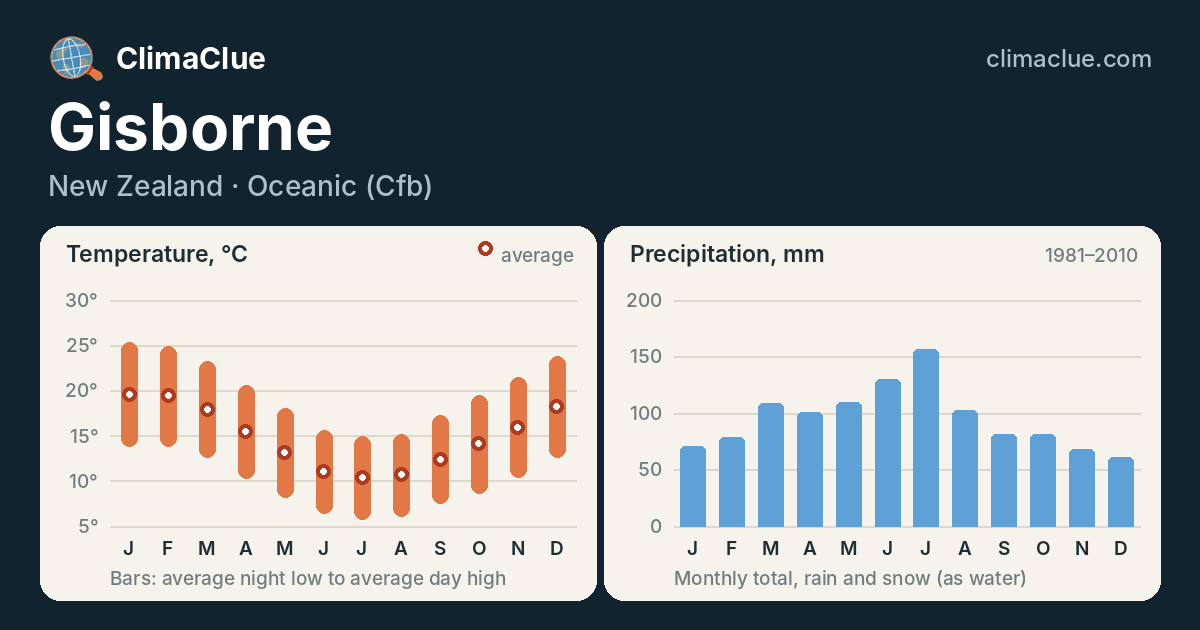 ClimaClue
climaclue.com
Gisborne
New Zealand · Oceanic (Cfb)
Temperature, °C
average
30°
25°
20°
15°
10°
5°
J F M A M J J A S O N D
Bars: average night low to average day high
Precipitation, mm
1981–2010
200
150
100
50
0
J F M A M J J A S O N D
Monthly total, rain and snow (as water)